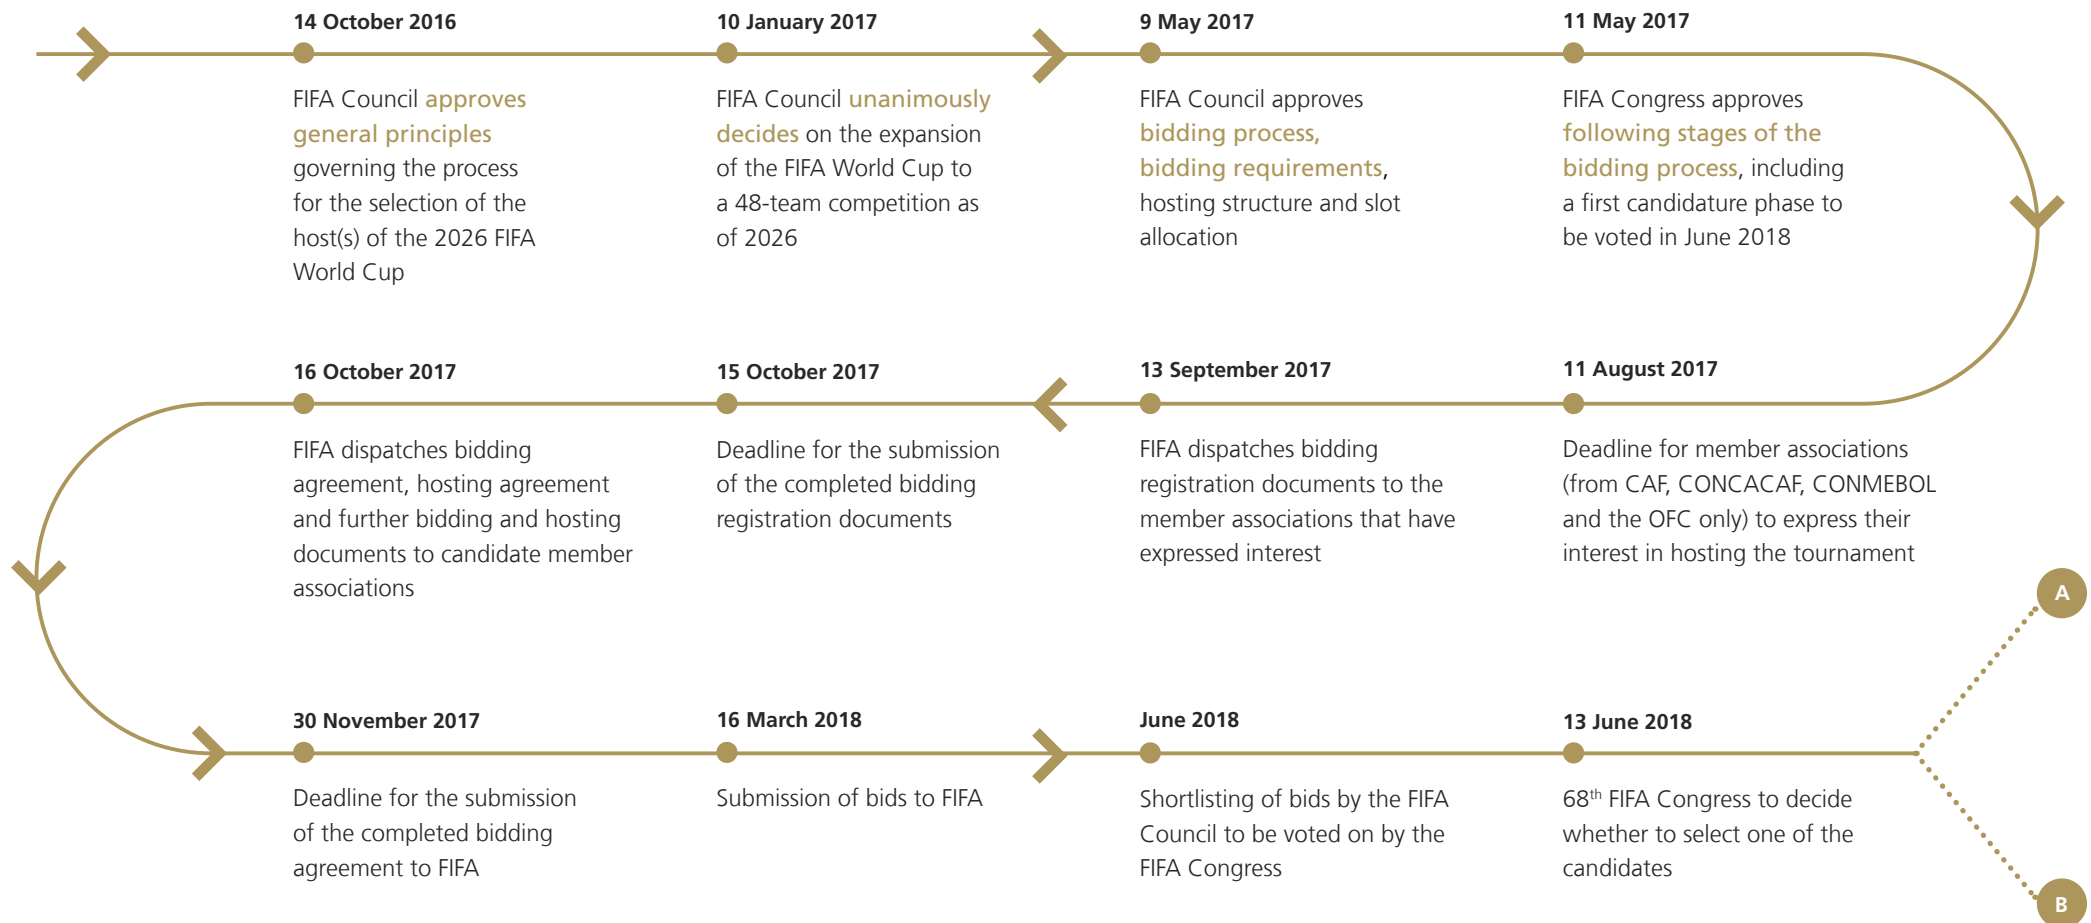 14 October 2016
FIFA Council approves
general principles
governing the process
for the selection of the
host(s) of the 2026 FIFA
World Cup
10 January 2017
FIFA Council unanimously
decides on the expansion
of the FIFA World Cup to
a 48-team competition as
of 2026
9 May 2017
FIFA Council approves
bidding process,
bidding requirements,
hosting structure and slot
allocation
11 May 2017
FIFA Congress approves
following stages of the
bidding process, including
a first candidature phase to
be voted in June 2018
11 August 2017
Deadline for member associations
(from CAF, CONCACAF, CONMEBOL
and the OFC only) to express their
interest in hosting the tournament
13 September 2017
FIFA dispatches bidding
registration documents to the
member associations that have
expressed interest
15 October 2017
Deadline for the submission
of the completed bidding
registration documents
16 October 2017
FIFA dispatches bidding
agreement, hosting agreement
and further bidding and hosting
documents to candidate member
associations
30 November 2017
Deadline for the submission
of the completed bidding
agreement to FIFA
16 March 2018
Submission of bids to FIFA
June 2018
Shortlisting of bids by the FIFA
Council to be voted on by the
FIFA Congress
13 June 2018
68th FIFA Congress to decide
whether to select one of the
candidates
A
B